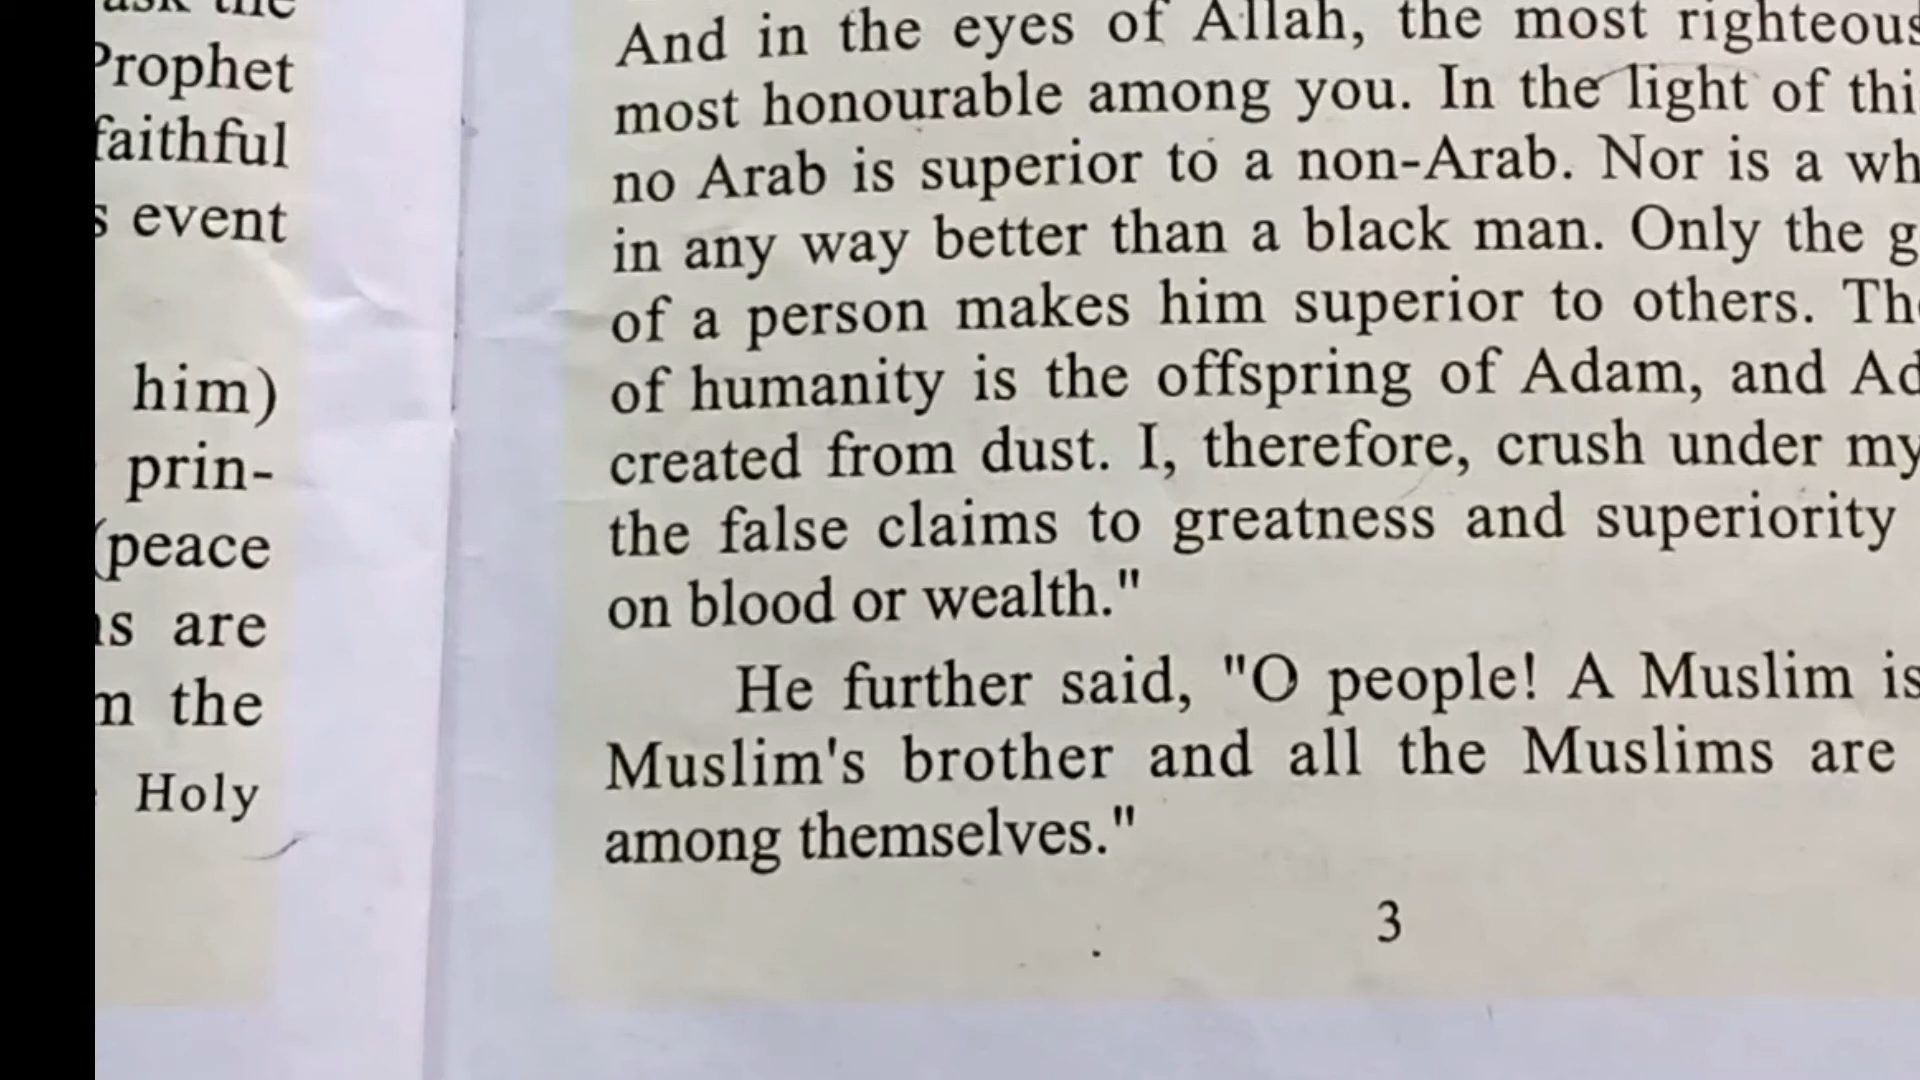 ask the
Prophet
faithful
event
him)
prin-
(peace
are
the
Holy
And in the eyes of Allah, the most righteous
most honourable among you. In the light of
no Arab is superior to a non-Arab. Nor is a
in any way better than a black man. Only the
of a person makes him superior to others.
of humanity is the offspring of Adam, and
created from dust. I, therefore, crush under my
the false claims to greatness and superiority
on blood or wealth."
He further said, "O people! A Muslim is
Muslim's brother and all the Muslims are
among themselves."
3